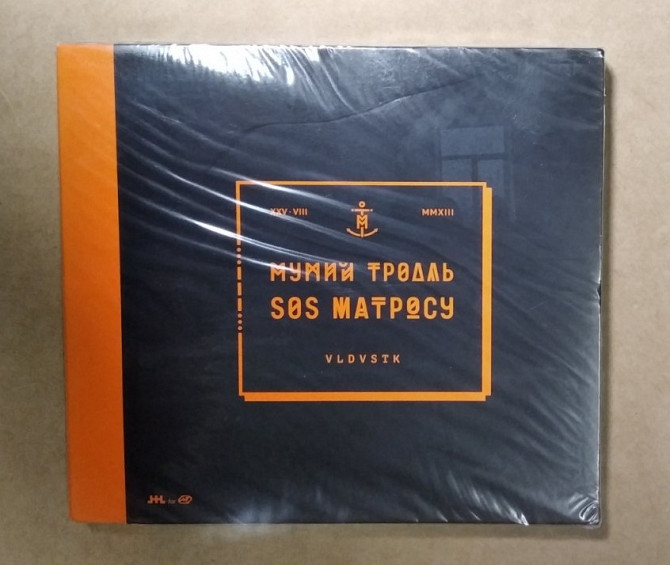 XXV·VIII MMXIII
МУМИЙ ТРОЛЛЬ
SOS МАТРОСУ
VLDVSTK